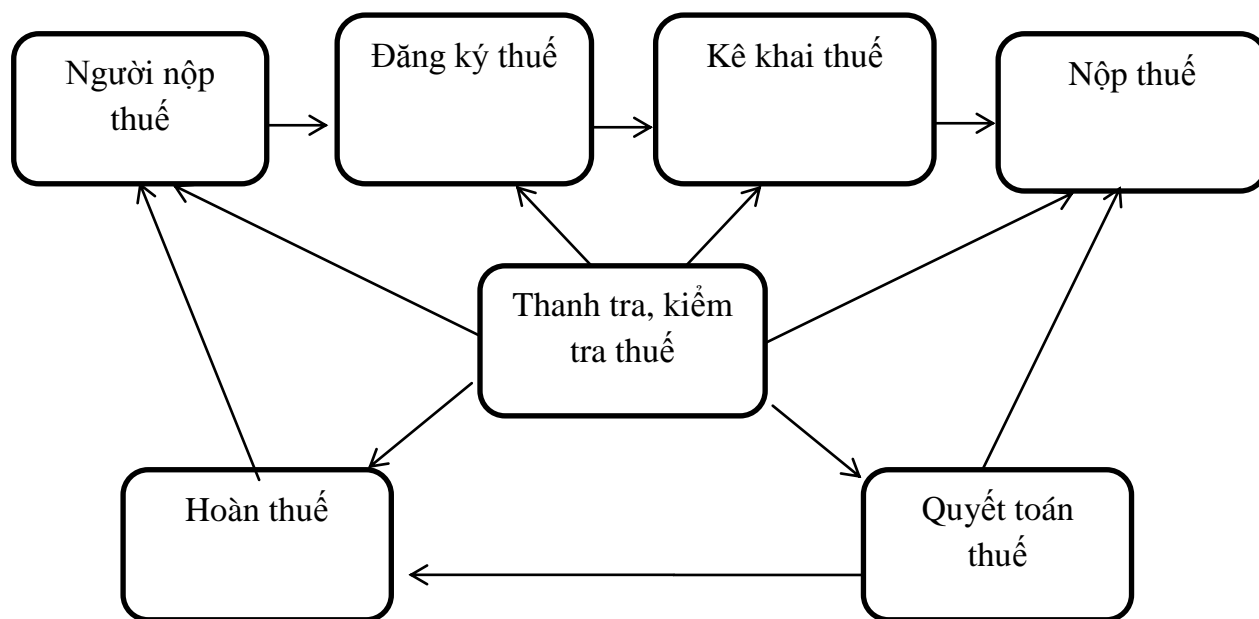 Người nộp
thuế
Đăng ký thuế
Kê khai thuế
Nộp thuế
Thanh tra, kiểm
tra thuế
Hoàn thuế
Quyết toán
thuế